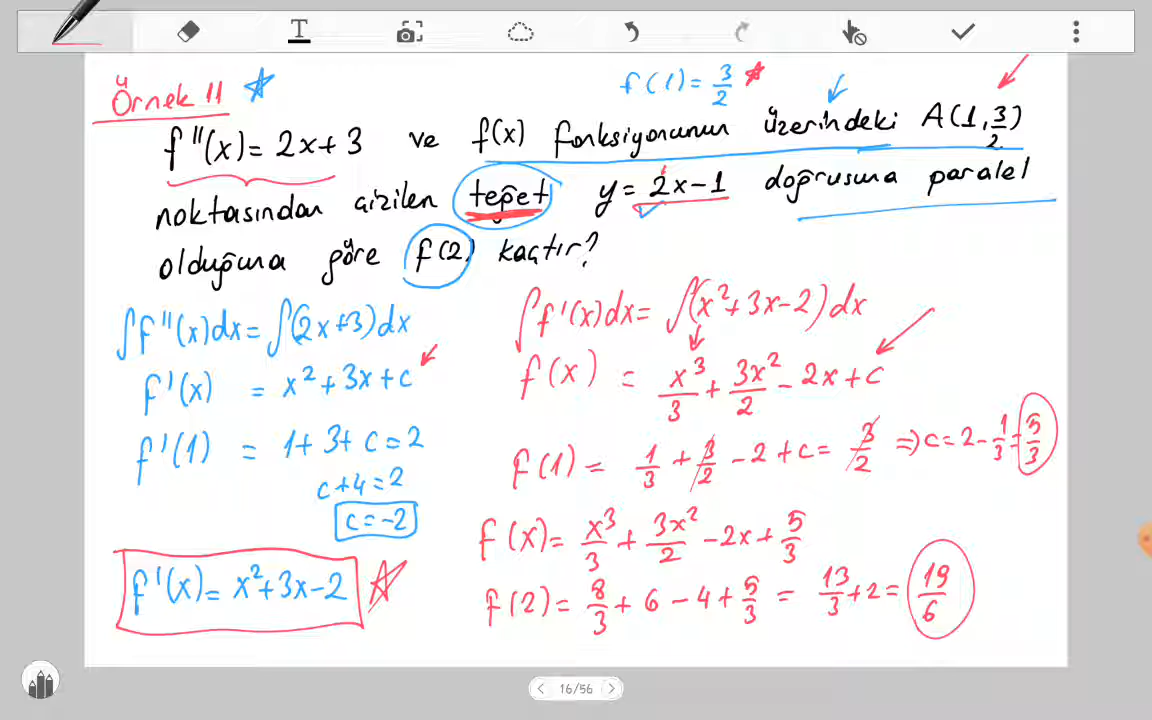 Örnek 11
f(1) = 3/2
f''(x) = 2x + 3 ve f(x) fonksiyonunun üzerindeki A(1, 3/2)
noktasından çizilen teğet y = 2x - 1 doğrusuna paralel
olduğuna göre f(2) kaçtır?
∫f''(x)dx = ∫(2x+3)dx
f'(x) = x² + 3x + c
f'(1) = 1 + 3 + c = 2
c + 4 = 2
c = -2
f'(x) = x² + 3x - 2
∫f'(x)dx = ∫(x² + 3x - 2)dx
f(x) = x³/3 + 3x²/2 - 2x + c
f(1) = 1/3 + 3/2 - 2 + c = 3/2 ⇒ c = 2 - 1/3 = 5/3
f(x) = x³/3 + 3x²/2 - 2x + 5/3
f(2) = 8/3 + 6 - 4 + 5/3 = 13/3 + 2 = 19/6
16/56